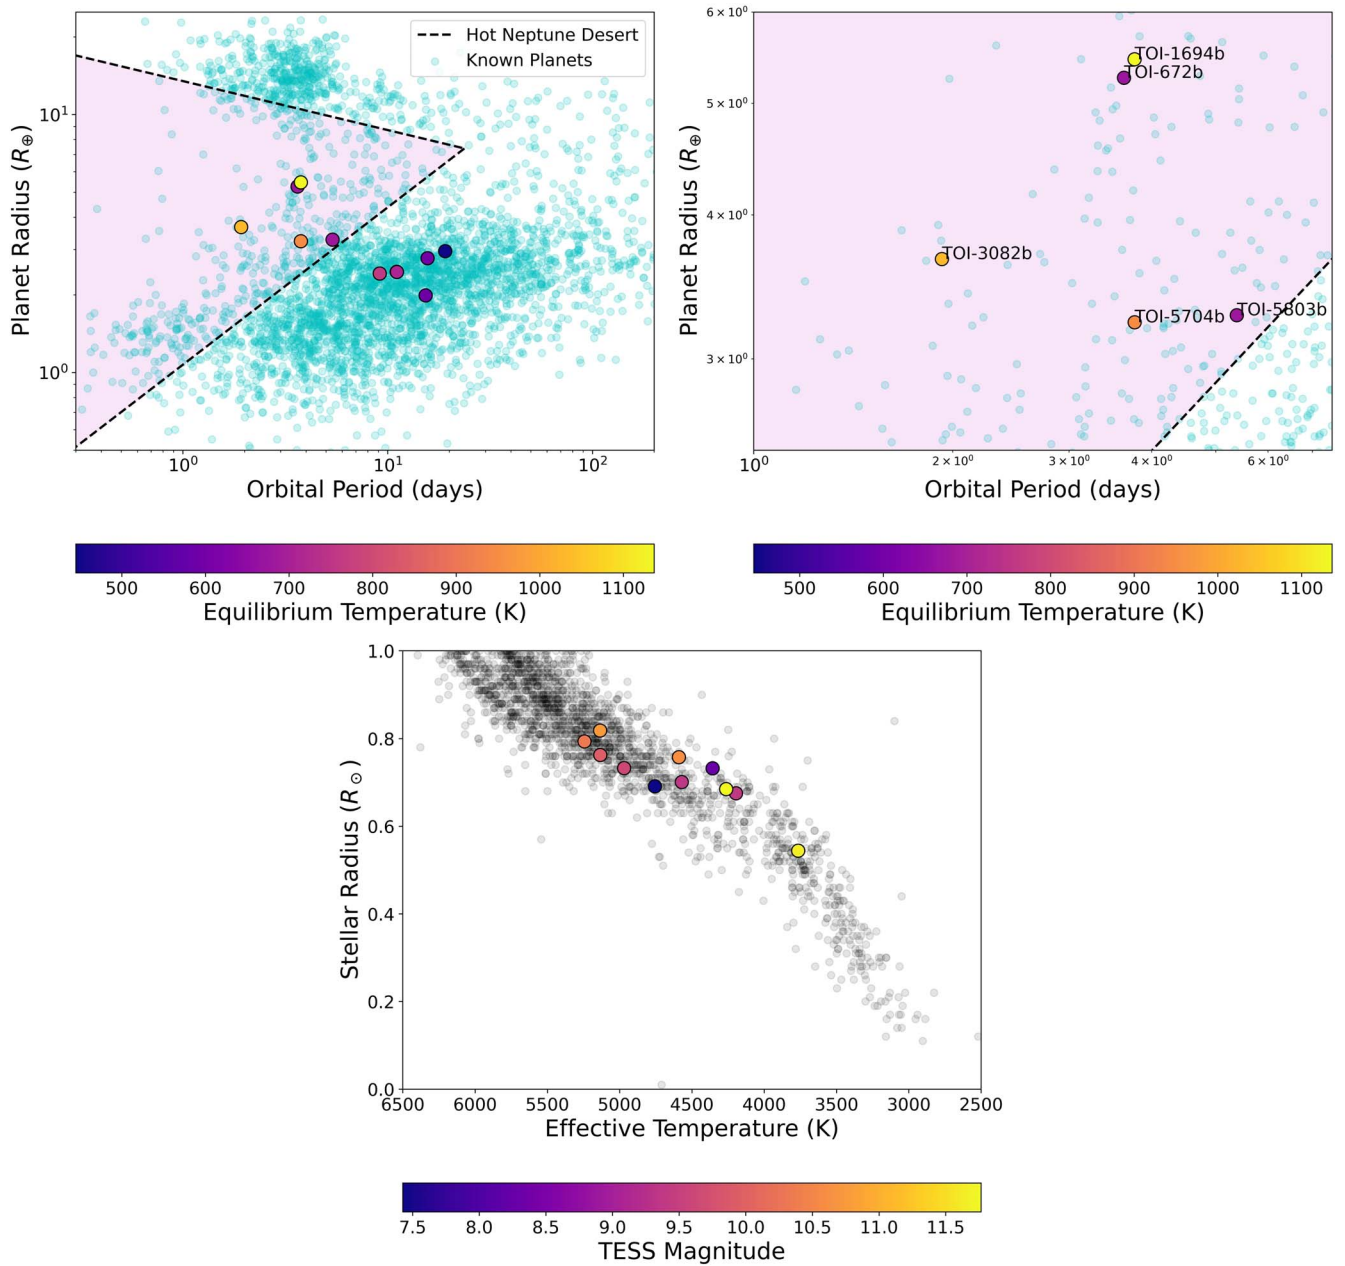 Hot Neptune Desert
Known Planets
10¹
10⁰
Planet Radius (R⊕)
10⁰ 10¹ 10²
Orbital Period (days)
500 600 700 800 900 1000 1100
Equilibrium Temperature (K)
6 × 10⁰
5 × 10⁰
4 × 10⁰
3 × 10⁰
Planet Radius (R⊕)
TOI-1694b
TOI-672b
TOI-3082b
TOI-5704b
TOI-5803b
10⁰ 2 × 10⁰ 3 × 10⁰ 4 × 10⁰ 6 × 10⁰
Orbital Period (days)
500 600 700 800 900 1000 1100
Equilibrium Temperature (K)
1.0
0.8
0.6
0.4
0.2
0.0
Stellar Radius (R⊙)
6500 6000 5500 5000 4500 4000 3500 3000 2500
Effective Temperature (K)
7.5 8.0 8.5 9.0 9.5 10.0 10.5 11.0 11.5
TESS Magnitude